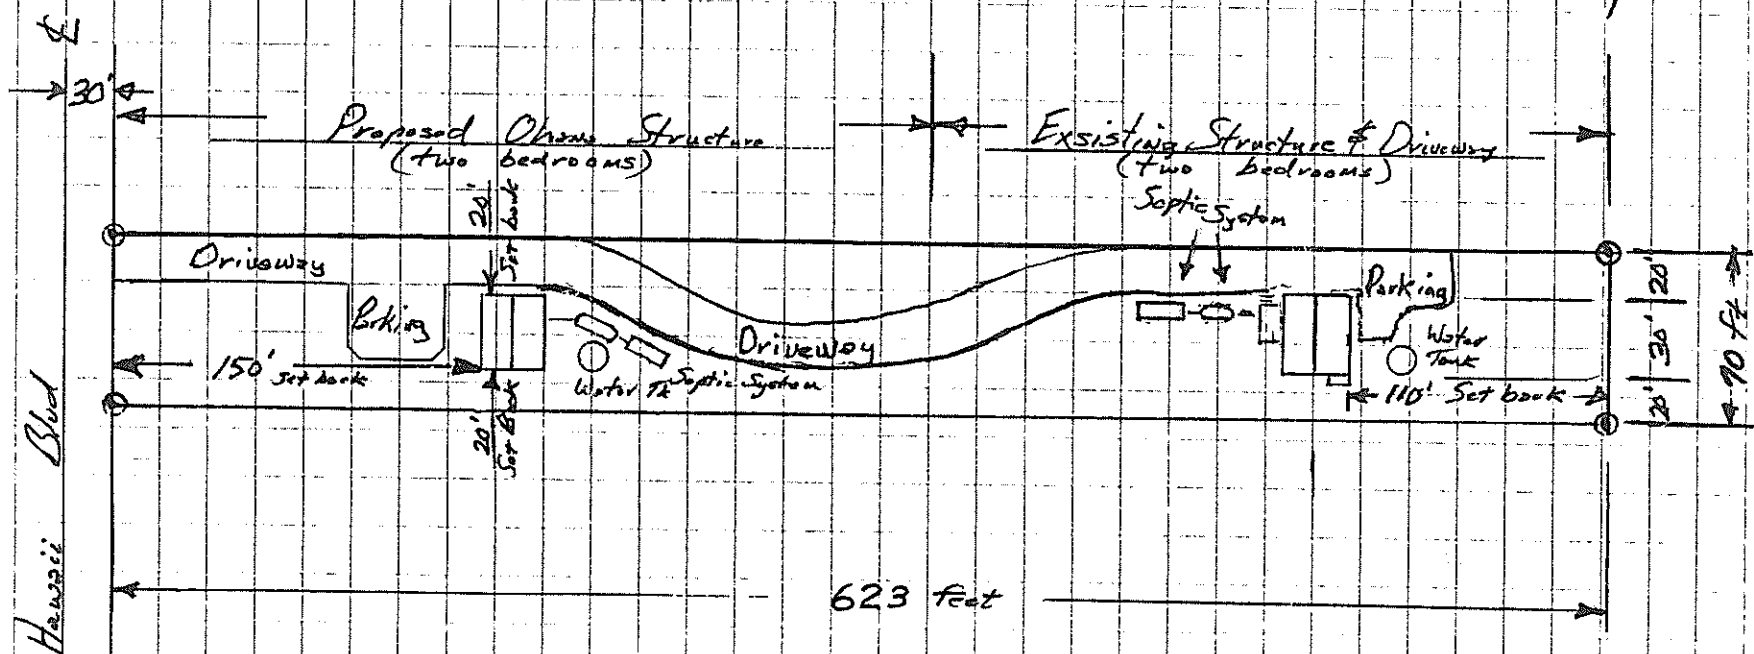 ℄
30'
Proposed Ohana Structure
(two bedrooms)
Exsisting Structure & Driveway
(two bedrooms)
Septic System
20'
Set back
Driveway
Parking
150' set back
Water Tk
Septic System
20'
Set Back
Driveway
Parking
Water
Tank
110' Set back
20'
30'
20'
90 ft
623 feet
Hawaii Blvd